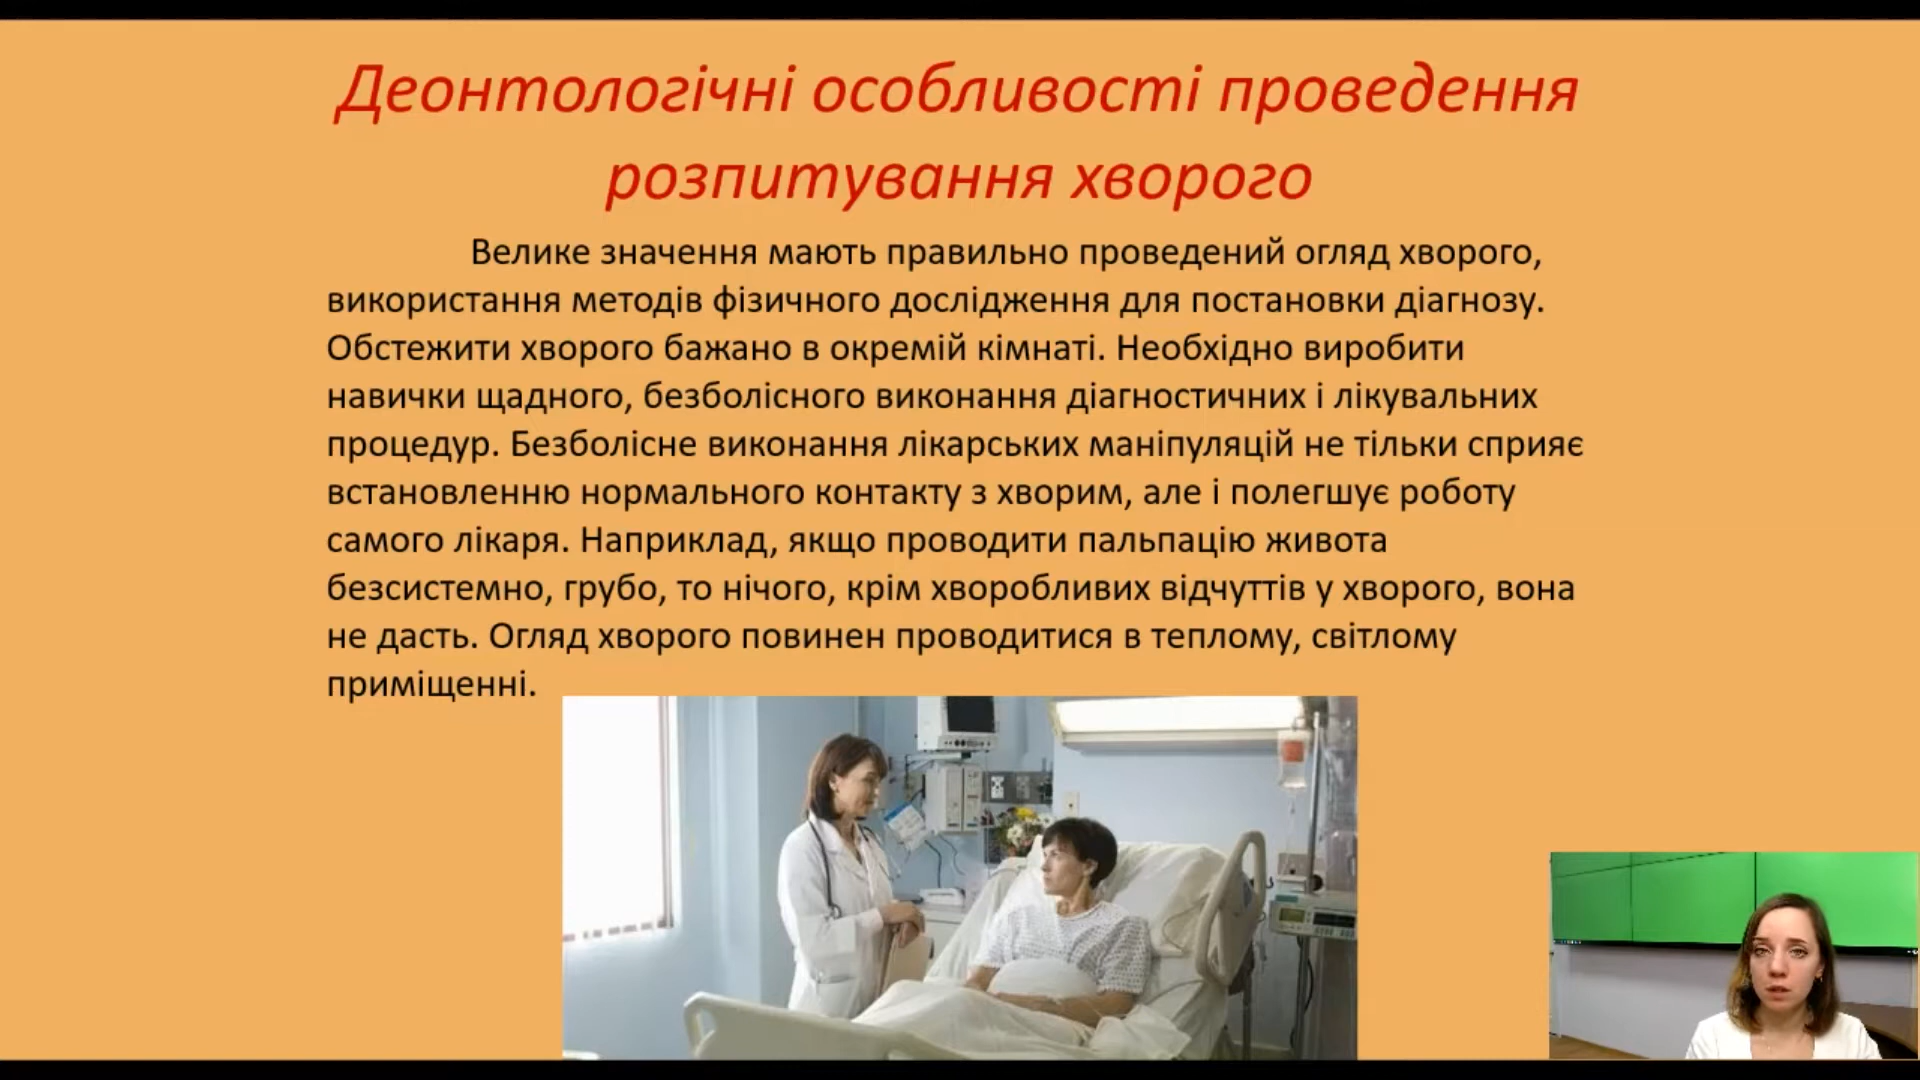 Деонтологічні особливості проведення
розпитування хворого
Велике значення мають правильно проведений огляд хворого,
використання методів фізичного дослідження для постановки діагнозу.
Обстежити хворого бажано в окремій кімнаті. Необхідно виробити
навички щадного, безболісного виконання діагностичних і лікувальних
процедур. Безболісне виконання лікарських маніпуляцій не тільки сприяє
встановленню нормального контакту з хворим, але і полегшує роботу
самого лікаря. Наприклад, якщо проводити пальпацію живота
безсистемно, грубо, то нічого, крім хворобливих відчуттів у хворого, вона
не дасть. Огляд хворого повинен проводитися в теплому, світлому
приміщенні.